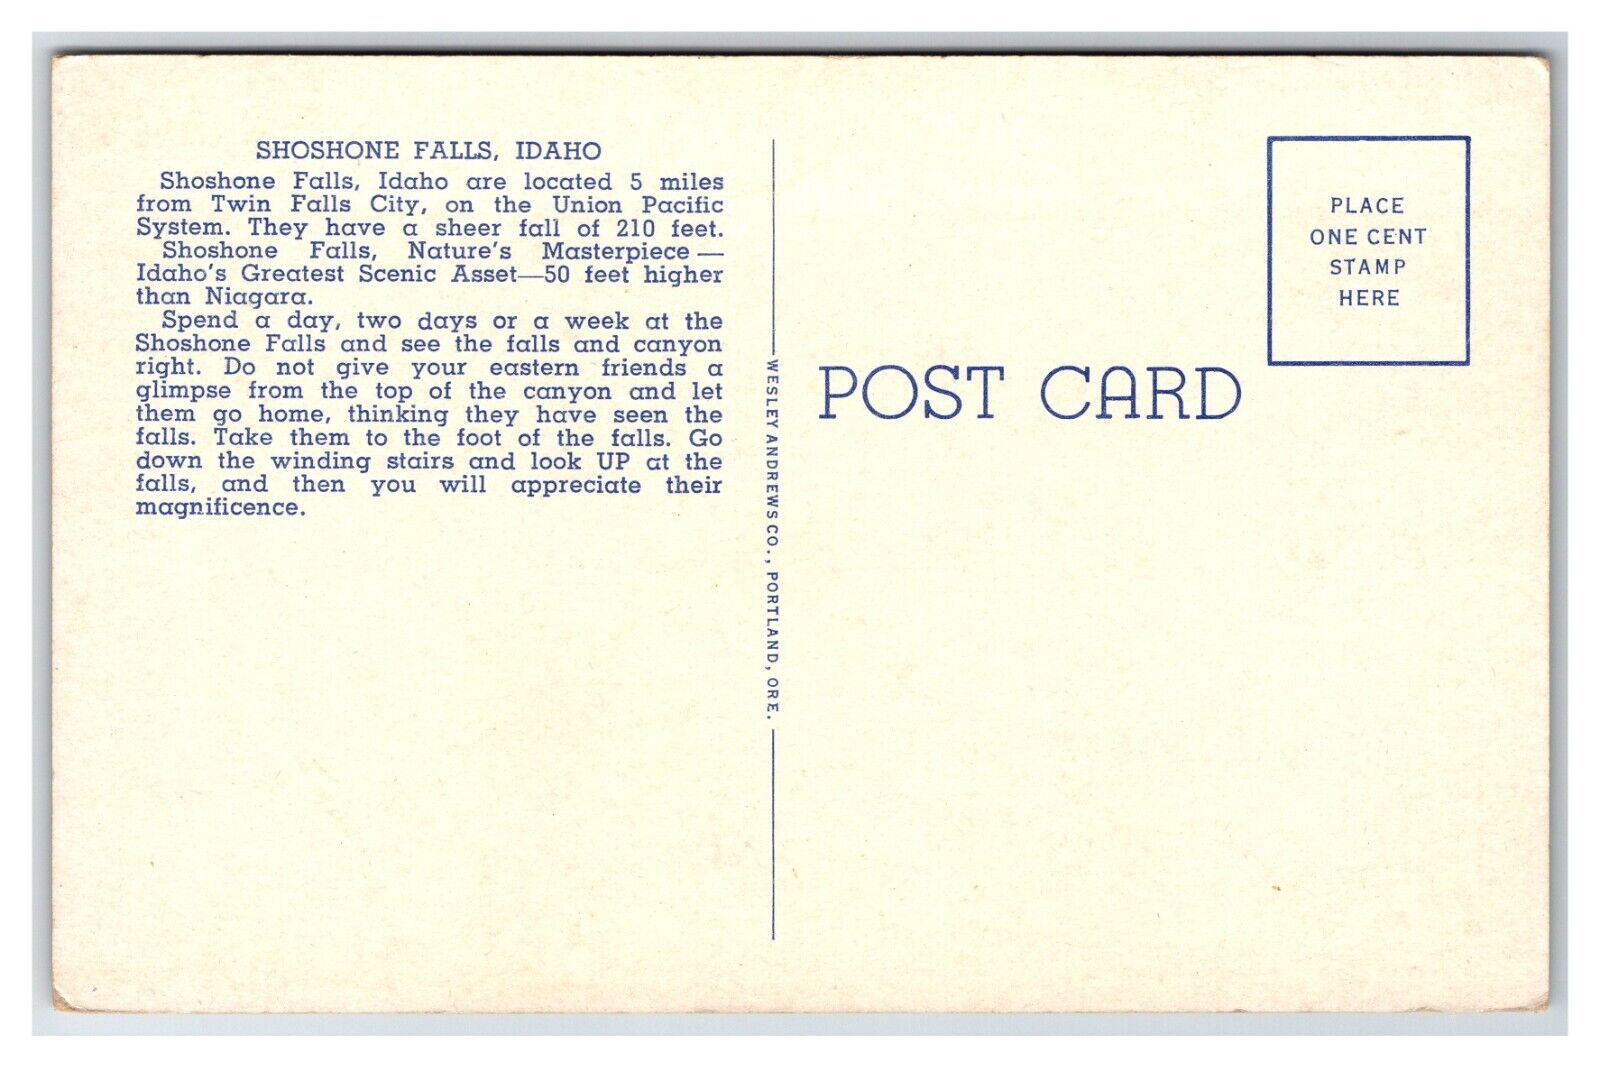 SHOSHONE FALLS, IDAHO
Shoshone Falls, Idaho are located 5 miles
from Twin Falls City, on the Union Pacific
System. They have a sheer fall of 210 feet.
Shoshone Falls, Nature's Masterpiece —
Idaho's Greatest Scenic Asset—50 feet higher
than Niagara.
Spend a day, two days or a week at the
Shoshone Falls and see the falls and canyon
right. Do not give your eastern friends a
glimpse from the top of the canyon and let
them go home, thinking they have seen the
falls. Take them to the foot of the falls. Go
down the winding stairs and look UP at the
falls, and then you will appreciate their
magnificence.
WESLEY ANDREWS CO., PORTLAND, ORE.
POST CARD
PLACE
ONE CENT
STAMP
HERE